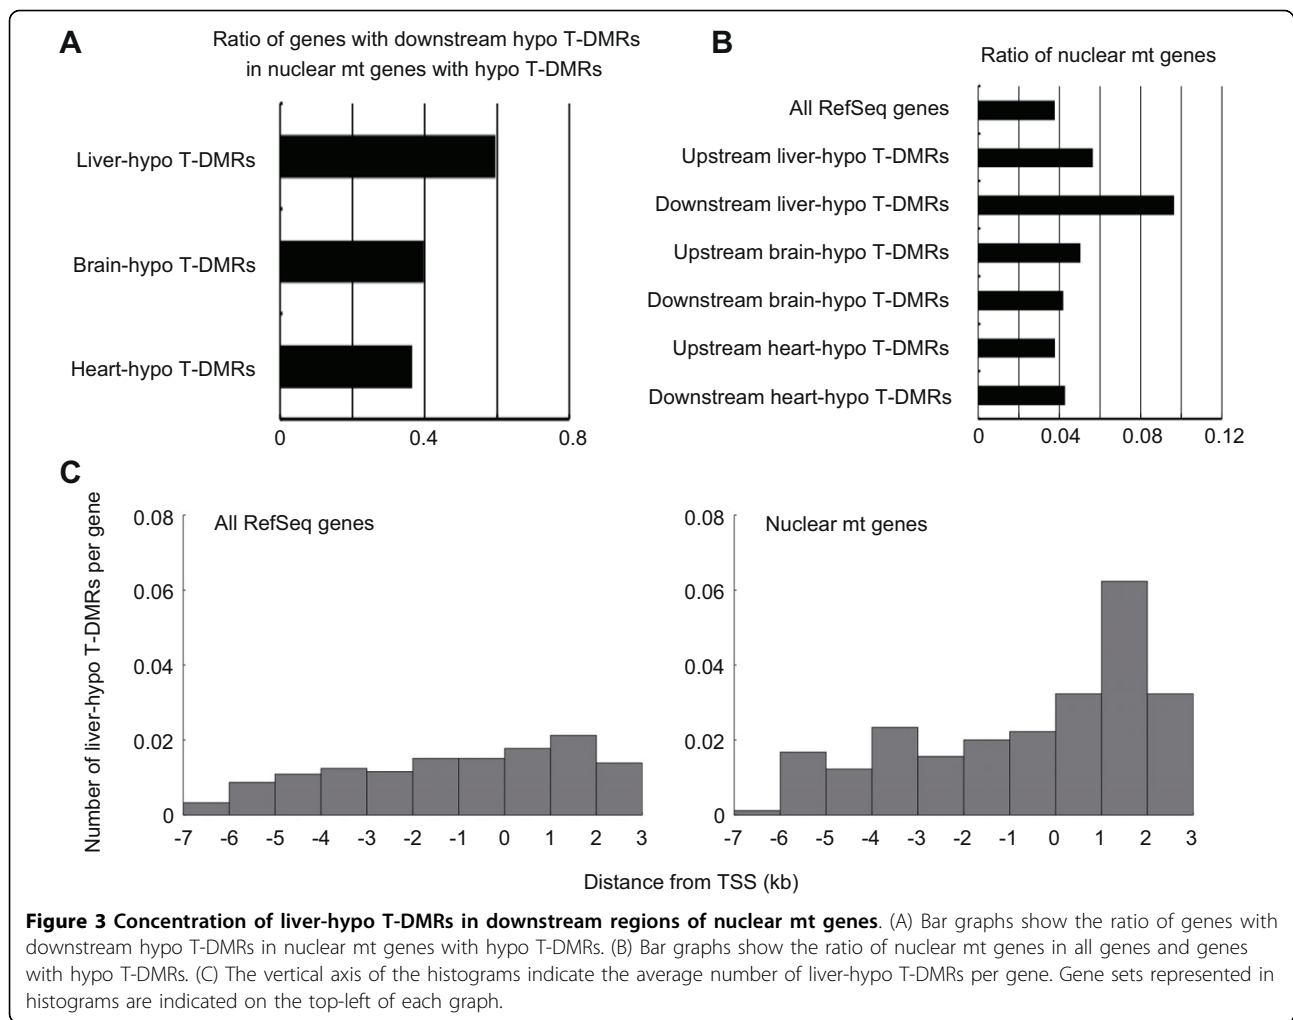 A
Ratio of genes with downstream hypo T-DMRs
in nuclear mt genes with hypo T-DMRs
Liver-hypo T-DMRs
Brain-hypo T-DMRs
Heart-hypo T-DMRs
0 0.4 0.8
B
Ratio of nuclear mt genes
All RefSeq genes
Upstream liver-hypo T-DMRs
Downstream liver-hypo T-DMRs
Upstream brain-hypo T-DMRs
Downstream brain-hypo T-DMRs
Upstream heart-hypo T-DMRs
Downstream heart-hypo T-DMRs
0 0.04 0.08 0.12
C
Number of liver-hypo T-DMRs per gene
All RefSeq genes
0.08
0.06
0.04
0.02
0
-7 -6 -5 -4 -3 -2 -1 0 1 2 3
Nuclear mt genes
0.08
0.06
0.04
0.02
0
-7 -6 -5 -4 -3 -2 -1 0 1 2 3
Distance from TSS (kb)
Figure 3 Concentration of liver-hypo T-DMRs in downstream regions of nuclear mt genes. (A) Bar graphs show the ratio of genes with
downstream hypo T-DMRs in nuclear mt genes with hypo T-DMRs. (B) Bar graphs show the ratio of nuclear mt genes in all genes and genes
with hypo T-DMRs. (C) The vertical axis of the histograms indicate the average number of liver-hypo T-DMRs per gene. Gene sets represented in
histograms are indicated on the top-left of each graph.